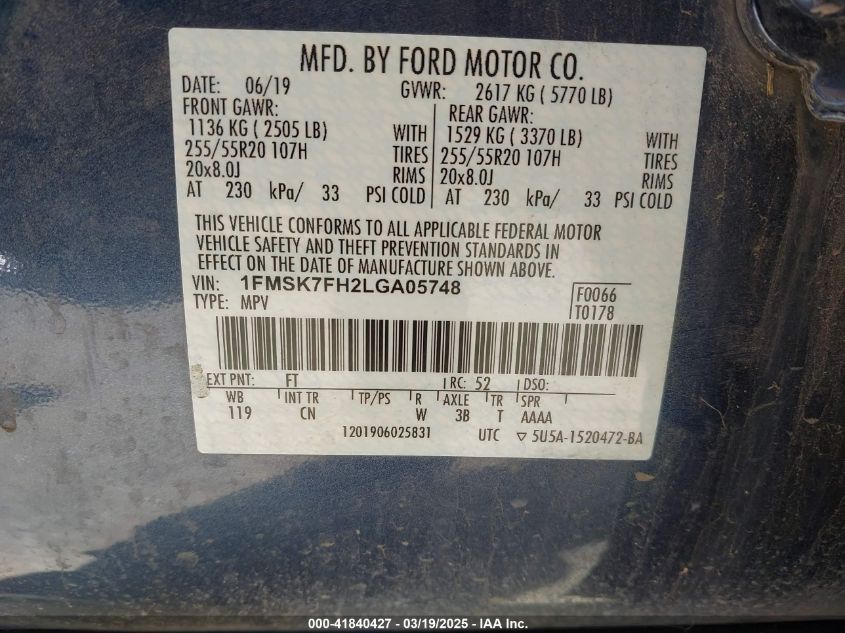 MFD. BY FORD MOTOR CO.
DATE: 06/19 GVWR: 2617 KG ( 5770 LB)
FRONT GAWR: REAR GAWR:
1136 KG ( 2505 LB) WITH 1529 KG ( 3370 LB) WITH
255/55R20 107H TIRES 255/55R20 107H TIRES
20x8.0J RIMS 20x8.0J RIMS
AT 230 kPa/ 33 PSI COLD AT 230 kPa/ 33 PSI COLD
THIS VEHICLE CONFORMS TO ALL APPLICABLE FEDERAL MOTOR
VEHICLE SAFETY AND THEFT PREVENTION STANDARDS IN
EFFECT ON THE DATE OF MANUFACTURE SHOWN ABOVE.
VIN: 1FMSK7FH2LGA05748 F0066
TYPE: MPV T0178
EXT PNT: FT RC: 52 DSO:
WB INT TR TP/PS R AXLE TR SPR
119 CN W 3B T AAAA
1201906025831 UTC ▽ 5U5A-1520472-BA
000-41840427 - 03/19/2025 - IAA Inc.